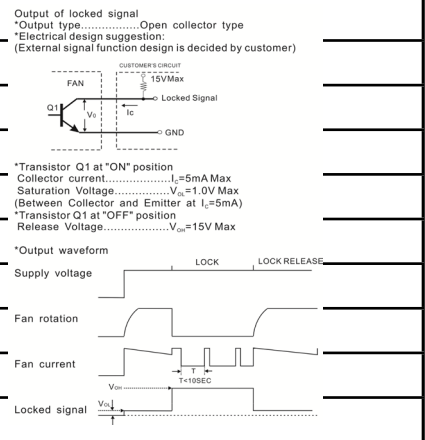 Output of locked signal
*Output type.................Open collector type
*Electrical design suggestion:
(External signal function design is decided by customer)
CUSTOMER'S CIRCUIT
FAN
15VMax
Locked Signal
Q1
Vo
Ic
GND
*Transistor Q1 at "ON" position
Collector current....................Ic=5mA Max
Saturation Voltage...............VOL=1.0V Max
(Between Collector and Emitter at Ic=5mA)
*Transistor Q1 at "OFF" position
Release Voltage...................VOH=15V Max
*Output waveform
LOCK
LOCK RELEASE
Supply voltage
Fan rotation
Fan current
T
T<10SEC
VOH
VOL
Locked signal